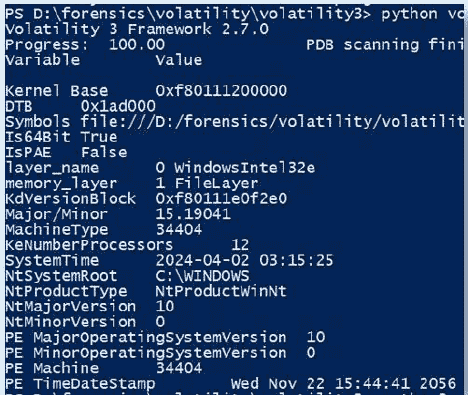 PS D:\forensics\volatility\volatility3> python vo
Volatility 3 Framework 2.7.0
Progress: 100.00 PDB scanning fini
Variable Value
Kernel Base 0xf80111200000
DTB 0x1ad000
Symbols file:///D:/forensics/volatility/volatilit
Is64Bit True
IsPAE False
layer_name 0 WindowsIntel32e
memory_layer 1 FileLayer
KdVersionBlock 0xf80111e0f2e0
Major/Minor 15.19041
MachineType 34404
KeNumberProcessors 12
SystemTime 2024-04-02 03:15:25
NtSystemRoot C:\WINDOWS
NtProductType NtProductWinNt
NtMajorVersion 10
NtMinorVersion 0
PE MajorOperatingSystemVersion 10
PE MinorOperatingSystemVersion 0
PE Machine 34404
PE TimeDateStamp Wed Nov 22 15:44:41 2056